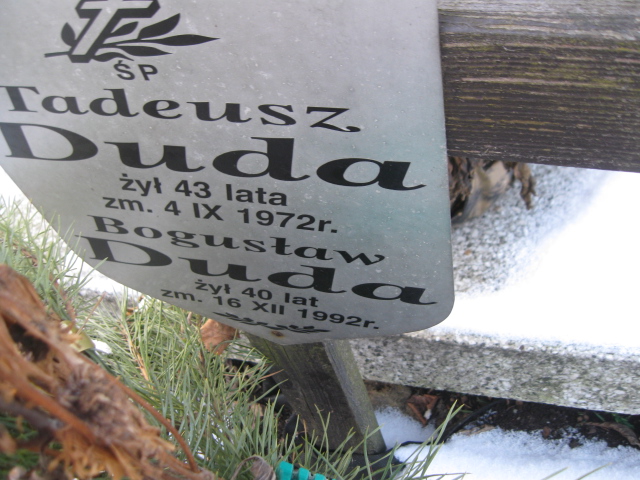 ŚP
Tadeusz
Duda
żył 43 lata
zm. 4 IX 1972r.
Bogusław
Duda
żył 40 lat
zm. 16 XII 1992r.